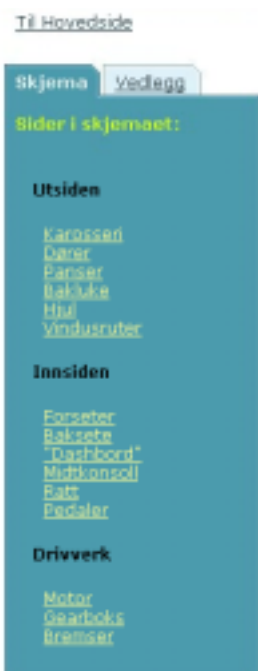 Til Hovedside
Skjema Vedlegg
Sider i skjemaet:
Utsiden
Karosseri
Dører
Panser
Bakluke
Hjul
Vindusruter
Innsiden
Forseter
Baksete
"Dashbord"
Midtkonsoll
Ratt
Pedaler
Drivverk
Motor
Gearboks
Bremser